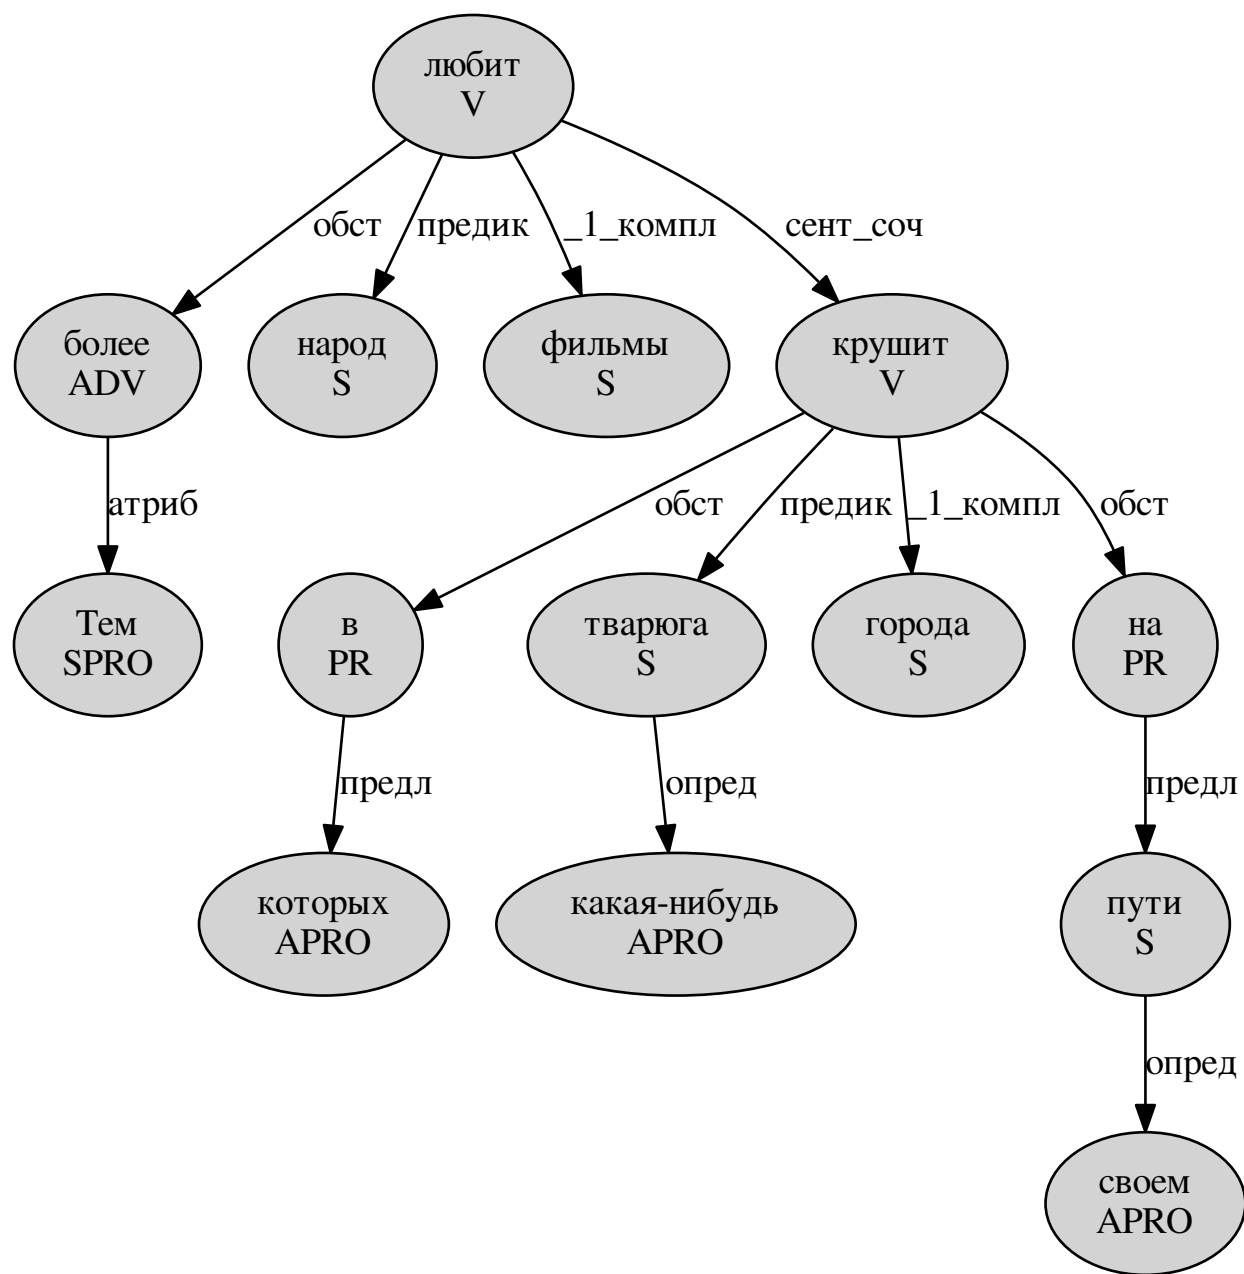 любит
V
обст
предик
_1_компл
сент_соч
более
ADV
народ
S
фильмы
S
крушит
V
атриб
обст
предик
_1_компл
обст
Тем
SPRO
в
PR
тварюга
S
города
S
на
PR
предл
опред
предл
которых
APRO
какая-нибудь
APRO
пути
S
опред
своем
APRO